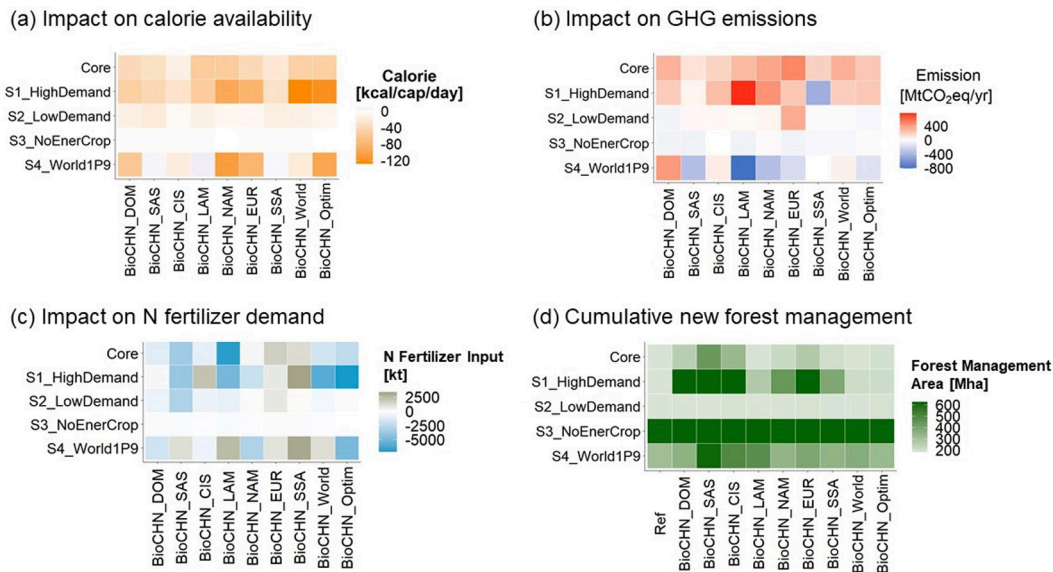 (a) Impact on calorie availability
Core
S1_HighDemand
S2_LowDemand
S3_NoEnerCrop
S4_World1P9
BioCHN_DOM
BioCHN_SAS
BioCHN_CIS
BioCHN_LAM
BioCHN_NAM
BioCHN_EUR
BioCHN_SSA
BioCHN_World
BioCHN_Optim
Calorie
[kcal/cap/day]
0
-40
-80
-120
(b) Impact on GHG emissions
Core
S1_HighDemand
S2_LowDemand
S3_NoEnerCrop
S4_World1P9
BioCHN_DOM
BioCHN_SAS
BioCHN_CIS
BioCHN_LAM
BioCHN_NAM
BioCHN_EUR
BioCHN_SSA
BioCHN_World
BioCHN_Optim
Emission
[MtCO₂eq/yr]
400
0
-400
-800
(c) Impact on N fertilizer demand
Core
S1_HighDemand
S2_LowDemand
S3_NoEnerCrop
S4_World1P9
BioCHN_DOM
BioCHN_SAS
BioCHN_CIS
BioCHN_LAM
BioCHN_NAM
BioCHN_EUR
BioCHN_SSA
BioCHN_World
BioCHN_Optim
N Fertilizer Input
[kt]
2500
0
-2500
-5000
(d) Cumulative new forest management
Core
S1_HighDemand
S2_LowDemand
S3_NoEnerCrop
S4_World1P9
Ref
BioCHN_DOM
BioCHN_SAS
BioCHN_CIS
BioCHN_LAM
BioCHN_NAM
BioCHN_EUR
BioCHN_SSA
BioCHN_World
BioCHN_Optim
Forest Management
Area [Mha]
600
500
400
300
200